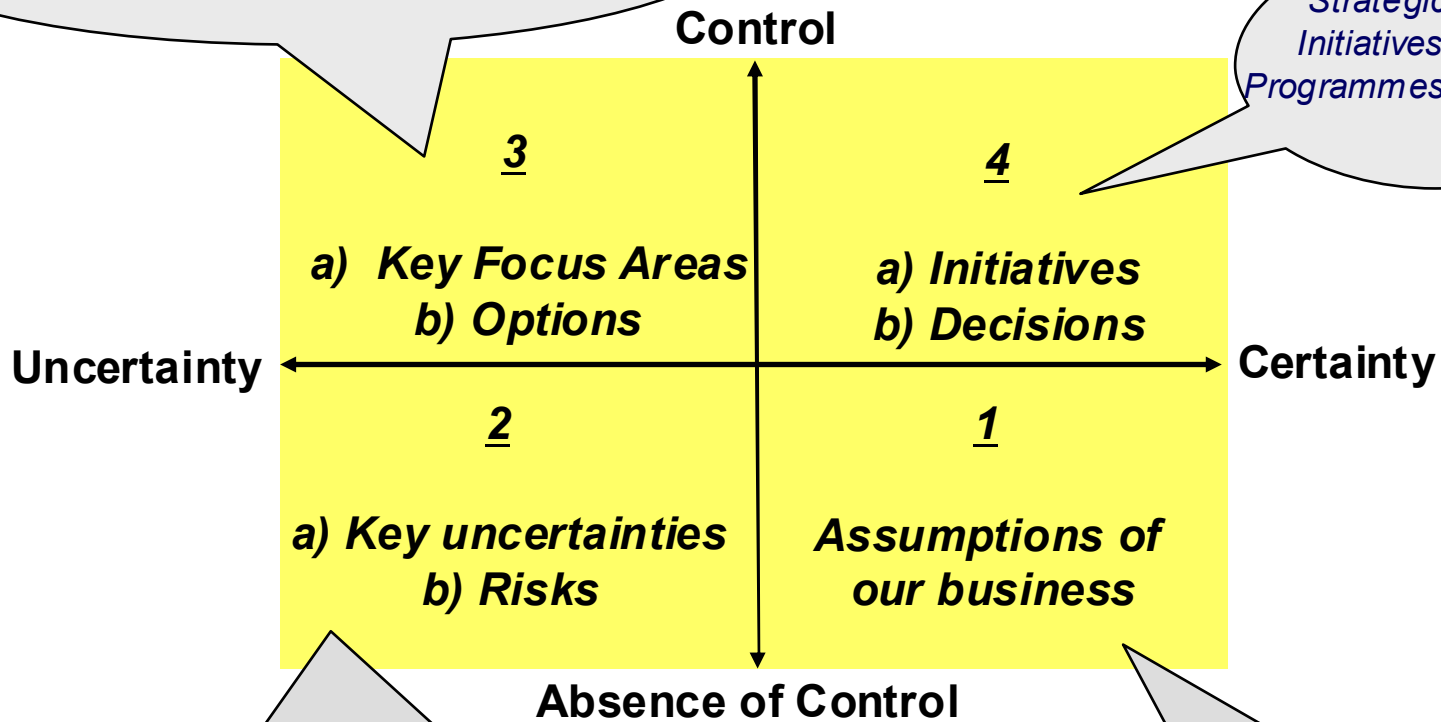 Control
Strategic
Initiatives
Programmes
3
4
a) Key Focus Areas
b) Options
a) Initiatives
b) Decisions
Uncertainty
Certainty
2
1
a) Key uncertainties
b) Risks
Assumptions of
our business
Absence of Control